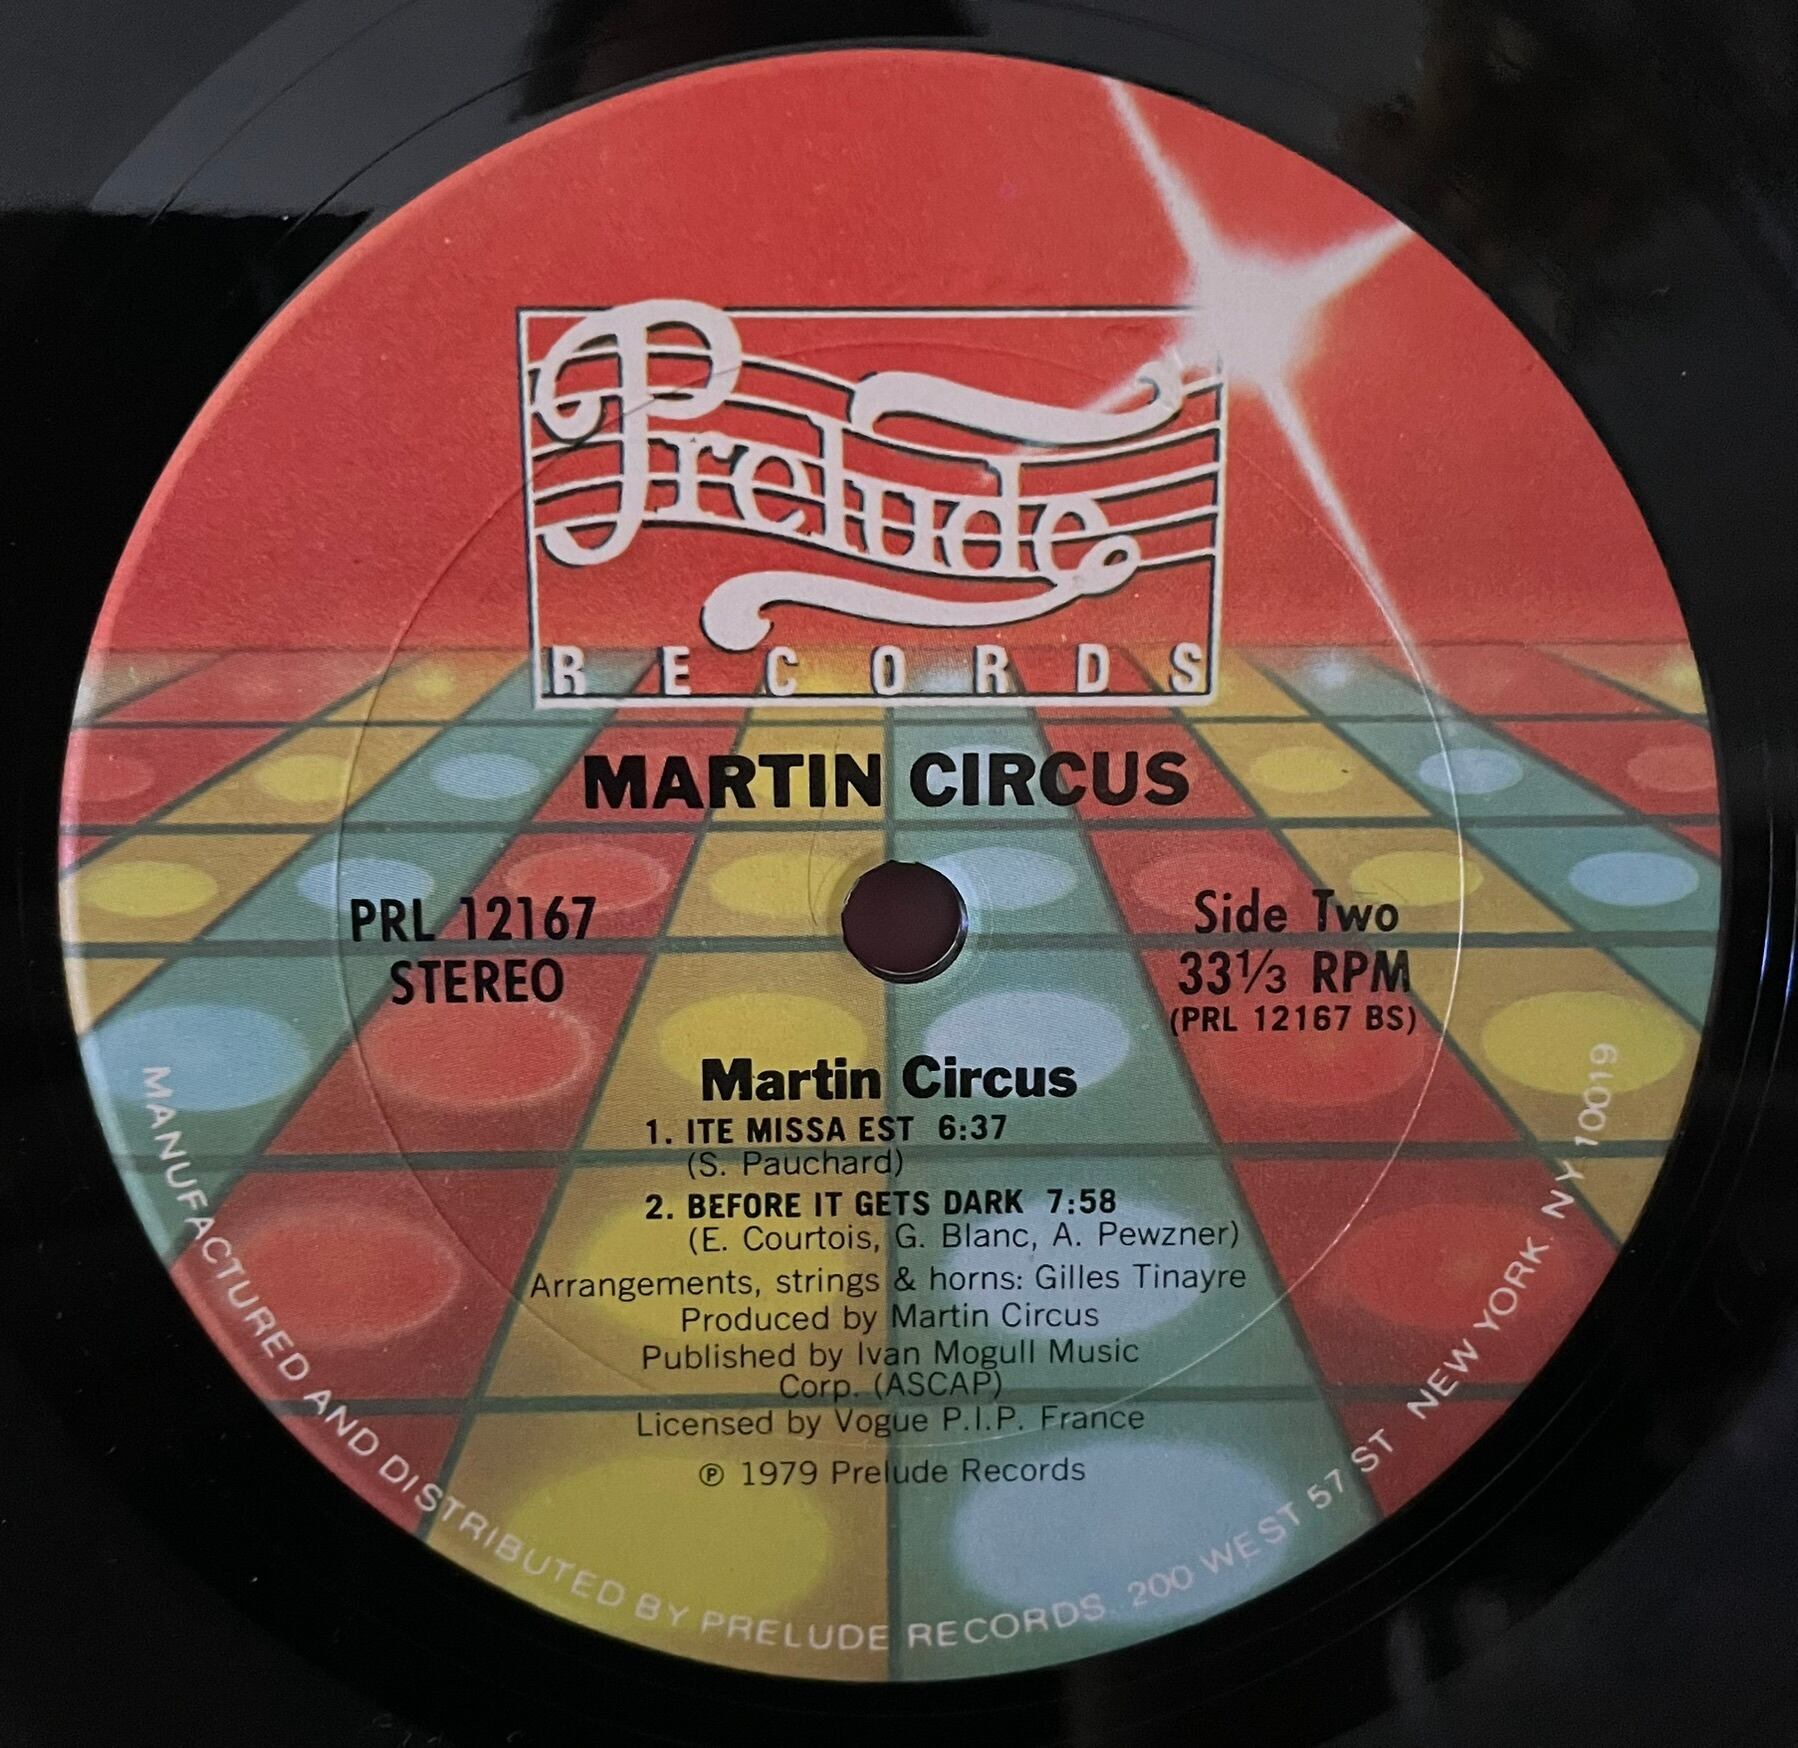 Prelude
RECORDS
MARTIN CIRCUS
PRL 12167
STEREO
Side Two
33⅓ RPM
(PRL 12167 BS)
Martin Circus
1. ITE MISSA EST 6:37
(S. Pauchard)
2. BEFORE IT GETS DARK 7:58
(E. Courtois, G. Blanc, A. Pewzner)
Arrangements, strings & horns: Gilles Tinayre
Produced by Martin Circus
Published by Ivan Mogull Music
Corp. (ASCAP)
Licensed by Vogue P.I.P. France
℗ 1979 Prelude Records
MANUFACTURED AND DISTRIBUTED BY PRELUDE RECORDS. 200 WEST 57 ST NEW YORK. NY 10019